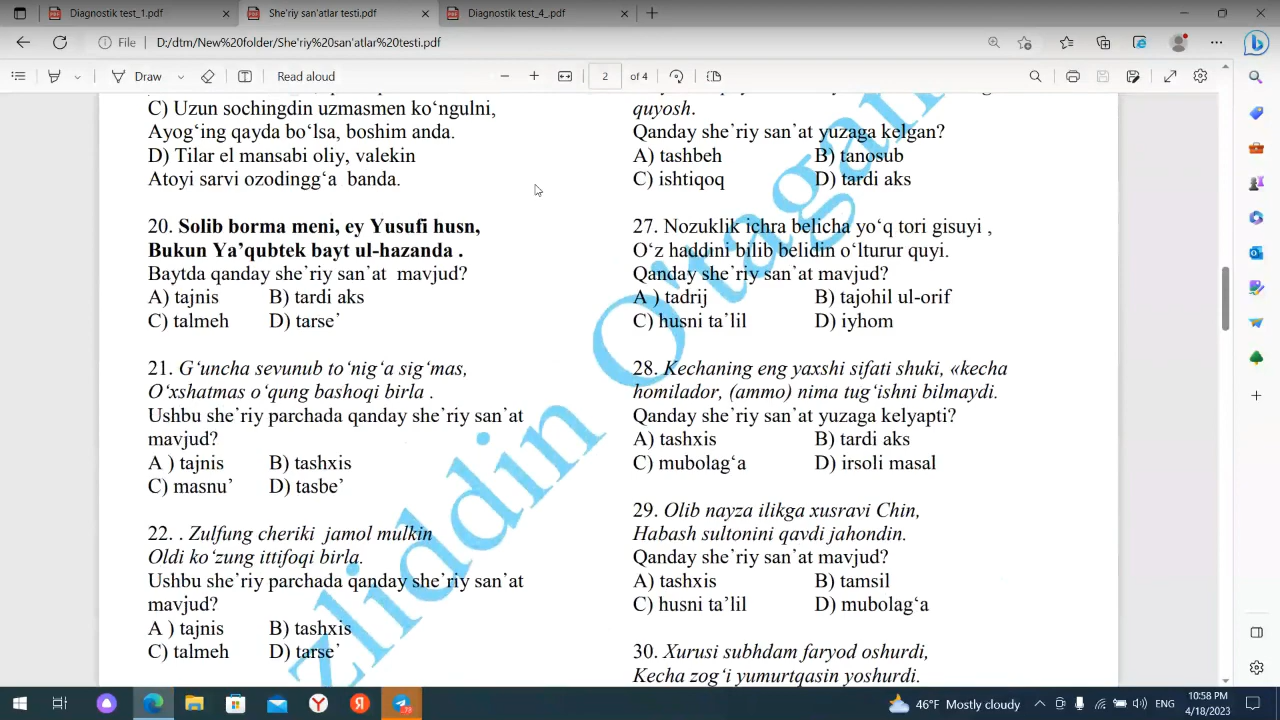 Diagnostik test_1.pdf
She'riy san'atlar testi.pdf
Diagnostik test_4_.pdf
File
D:/dtm/New%20folder/She'riy%20san'atlar%20testi.pdf
Draw
Read aloud
2
of 4
C) Uzun sochingdin uzmasmen ko‘ngulni,
Ayog‘ing qayda bo‘lsa, boshim anda.
D) Tilar el mansabi oliy, valekin
Atoyi sarvi ozodingg‘a banda.
20. Solib borma meni, ey Yusufi husn,
Bukun Ya’qubtek bayt ul-hazanda .
Baytda qanday she’riy san’at mavjud?
A) tajnis B) tardi aks
C) talmeh D) tarse’
21. G‘uncha sevunub to‘nig‘a sig‘mas,
O‘xshatmas o‘qung bashoqi birla .
Ushbu she’riy parchada qanday she’riy san’at
mavjud?
A ) tajnis B) tashxis
C) masnu’ D) tasbe’
22. . Zulfung cheriki jamol mulkin
Oldi ko‘zung ittifoqi birla.
Ushbu she’riy parchada qanday she’riy san’at
mavjud?
A ) tajnis B) tashxis
C) talmeh D) tarse’
quyosh.
Qanday she’riy san’at yuzaga kelgan?
A) tashbeh B) tanosub
C) ishtiqoq D) tardi aks
27. Nozuklik ichra belicha yo‘q tori gisuyi ,
O‘z haddini bilib belidin o‘lturur quyi.
Qanday she’riy san’at mavjud?
A ) tadrij B) tajohil ul-orif
C) husni ta’lil D) iyhom
28. Kechaning eng yaxshi sifati shuki, «kecha
homilador, (ammo) nima tug‘ishni bilmaydi.
Qanday she’riy san’at yuzaga kelyapti?
A) tashxis B) tardi aks
C) mubolag‘a D) irsoli masal
29. Olib nayza ilikga xusravi Chin,
Habash sultonini qavdi jahondin.
Qanday she’riy san’at mavjud?
A) tashxis B) tamsil
C) husni ta’lil D) mubolag‘a
30. Xurusi subhdam faryod oshurdi,
Kecha zog‘i yumurtqasin yoshurdi.
zliddin O'tagan
46°F Mostly cloudy
ENG
10:58 PM
4/18/2023